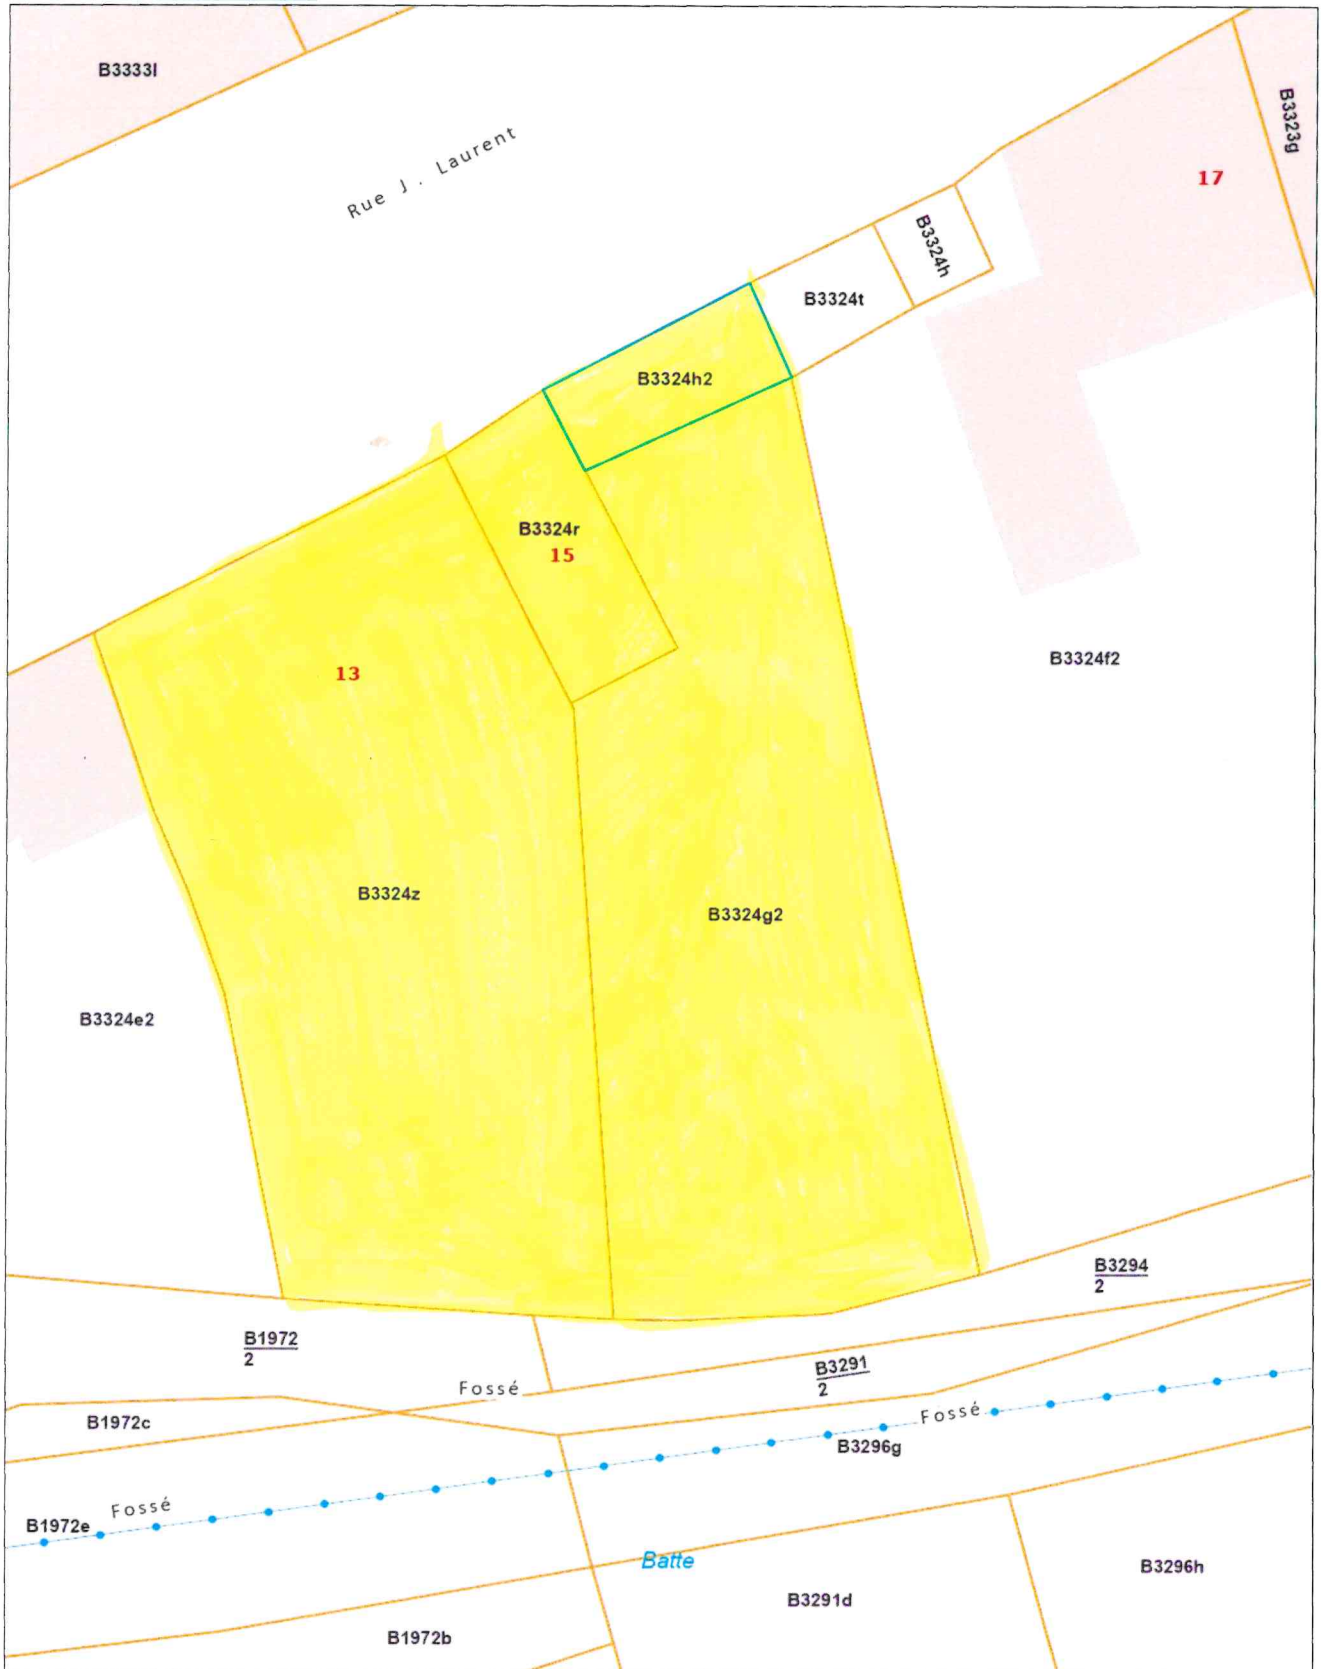 B3333l
B3323g
Rue J. Laurent
17
B3324h
B3324t
B3324h2
B3324r
15
B3324f2
13
B3324z
B3324g2
B3324e2
B3294
2
B1972
2
B3291
2
Fossé
Fossé
B1972c
B3296g
Fossé
B1972e
Batte
B3296h
B3291d
B1972b